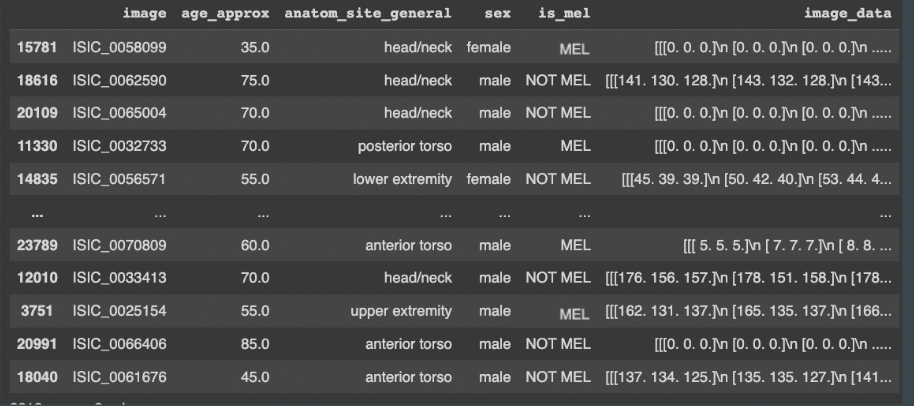 image age_approx anatom_site_general sex is_mel image_data
15781 ISIC_0058099 35.0 head/neck female MEL [[[0. 0. 0.]\n [0. 0. 0.]\n [0. 0. 0.]\n .....
18616 ISIC_0062590 75.0 head/neck male NOT MEL [[[141. 130. 128.]\n [143. 132. 128.]\n [143...
20109 ISIC_0065004 70.0 head/neck male NOT MEL [[[0. 0. 0.]\n [0. 0. 0.]\n [0. 0. 0.]\n .....
11330 ISIC_0032733 70.0 posterior torso male MEL [[[0. 0. 0.]\n [0. 0. 0.]\n [0. 0. 0.]\n .....
14835 ISIC_0056571 55.0 lower extremity female NOT MEL [[[45. 39. 39.]\n [50. 42. 40.]\n [53. 44. 4...
... ... ... ... ... ... ...
23789 ISIC_0070809 60.0 anterior torso male MEL [[[ 5. 5. 5.]\n [ 7. 7. 7.]\n [ 8. 8. ...
12010 ISIC_0033413 70.0 head/neck male NOT MEL [[[176. 156. 157.]\n [178. 151. 158.]\n [178...
3751 ISIC_0025154 55.0 upper extremity male MEL [[[162. 131. 137.]\n [165. 135. 137.]\n [166...
20991 ISIC_0066406 85.0 anterior torso male NOT MEL [[[0. 0. 0.]\n [0. 0. 0.]\n [0. 0. 0.]\n .....
18040 ISIC_0061676 45.0 anterior torso male NOT MEL [[[137. 134. 125.]\n [135. 135. 127.]\n [141...